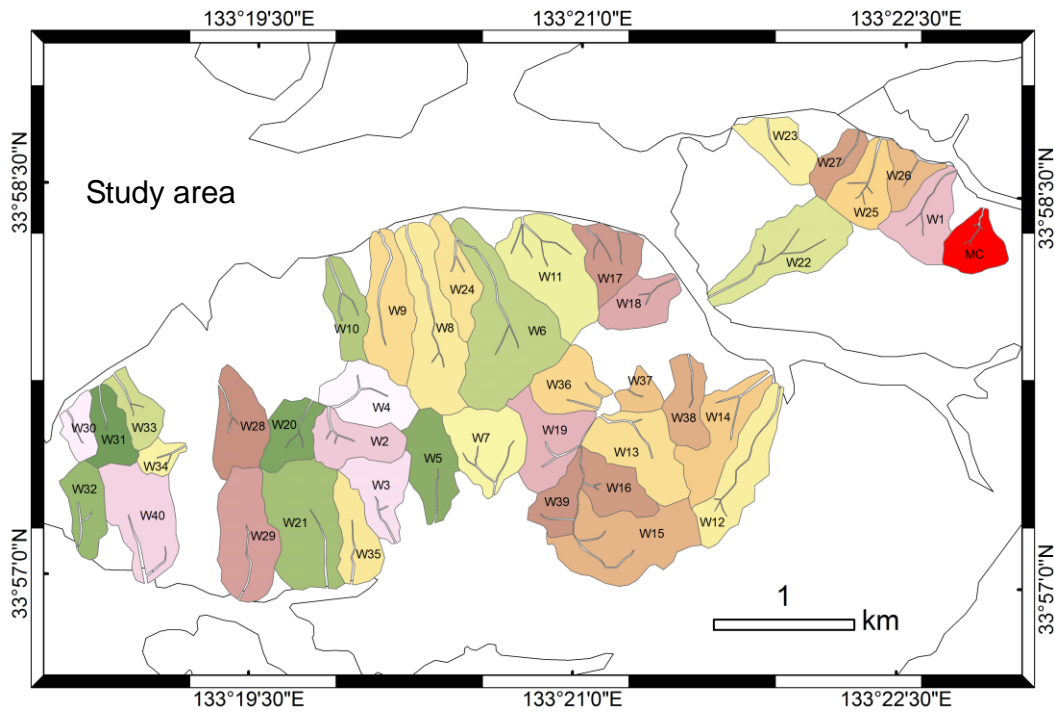 133°19'30"E
133°21'0"E
133°22'30"E
33°58'30"N
33°58'30"N
Study area
W23
W27
W26
W25
W1
MC
W22
W11
W17
W18
W24
W10
W9
W8
W6
W36
W37
W4
W38
W14
W30
W31
W33
W28
W20
W2
W7
W19
W13
W5
W34
W3
W32
W40
W16
W39
W21
W12
W29
W35
W15
33°57'0"N
33°57'0"N
1
km
133°19'30"E
133°21'0"E
133°22'30"E